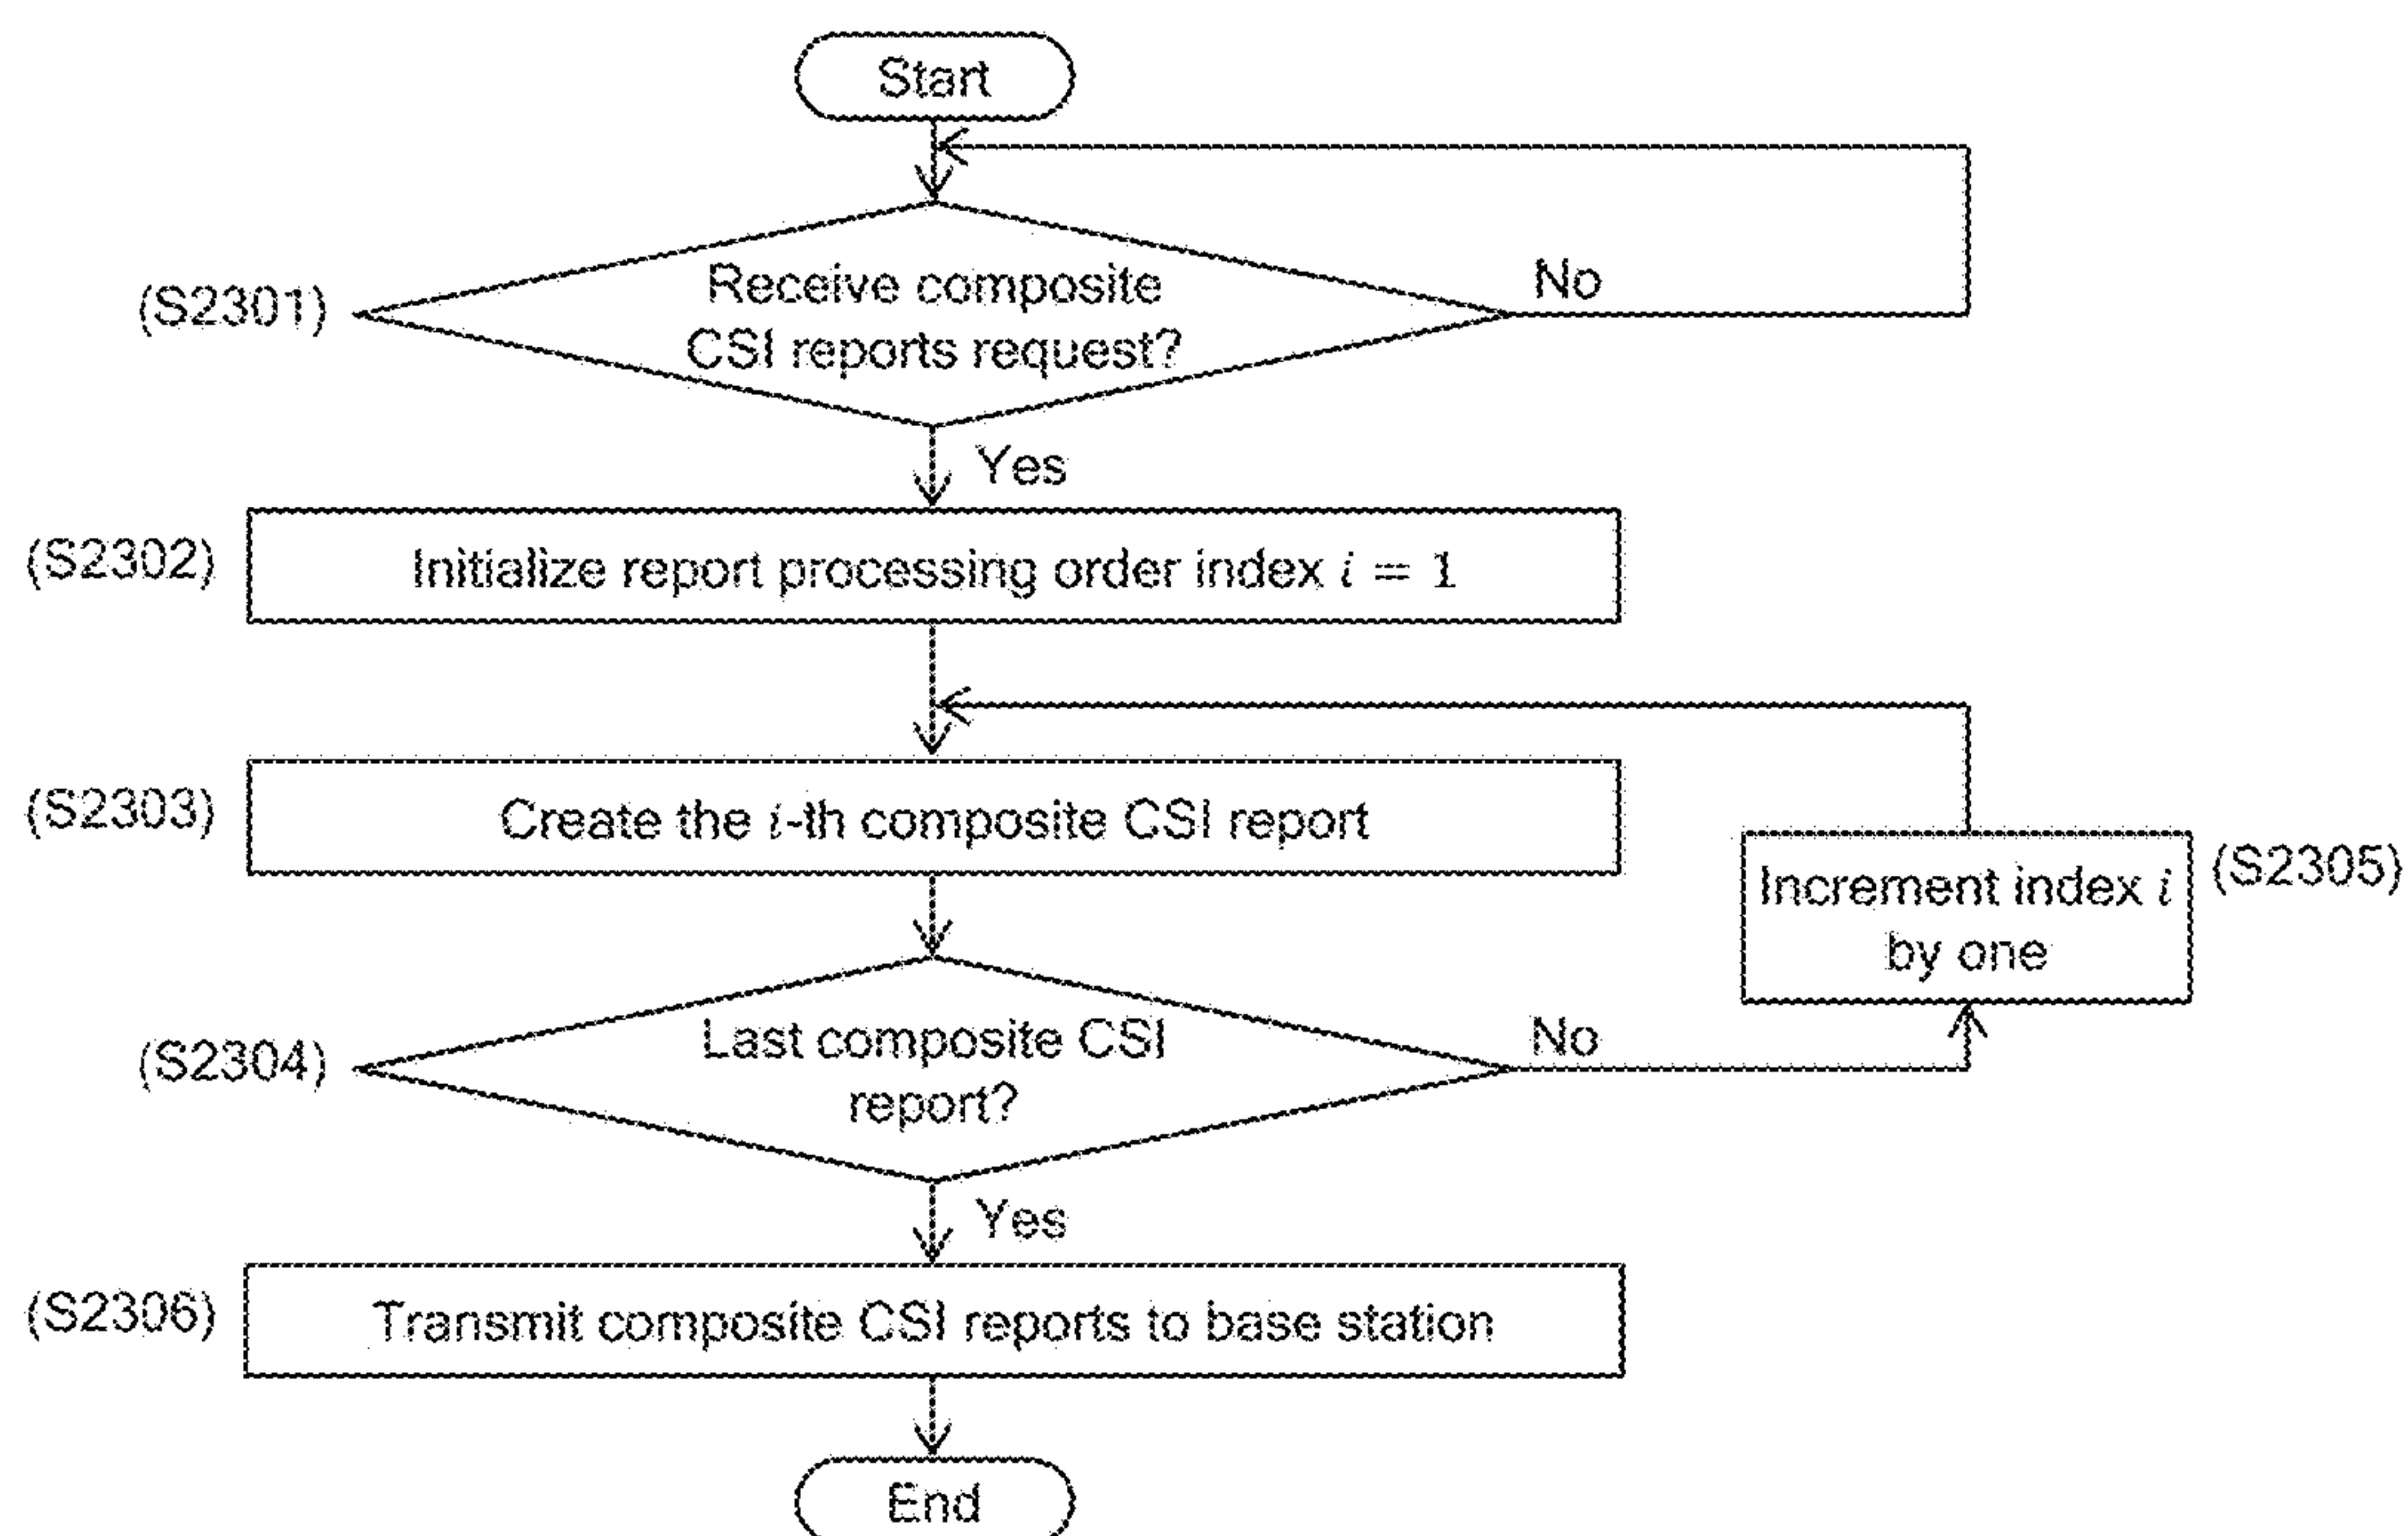 Start
(S2301)
Receive composite
CSI reports request?
No
Yes
(S2302)
Initialize report processing order index i = 1
(S2303)
Create the i-th composite CSI report
Increment index i
by one
(S2305)
(S2304)
Last composite CSI
report?
No
Yes
(S2306)
Transmit composite CSI reports to base station
End